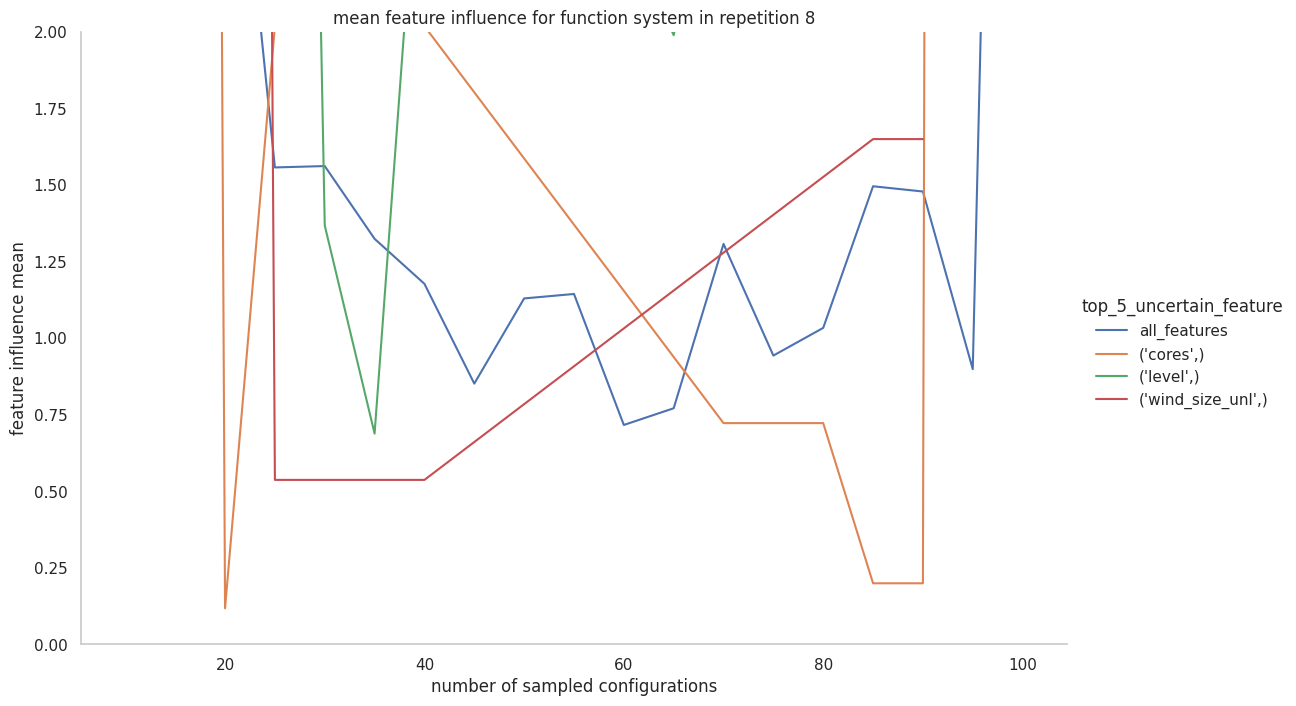 mean feature influence for function system in repetition 8
2.00
1.75
1.50
1.25
1.00
0.75
0.50
0.25
0.00
feature influence mean
20
40
60
80
100
number of sampled configurations
top_5_uncertain_feature
all_features
('cores',)
('level',)
('wind_size_unl',)